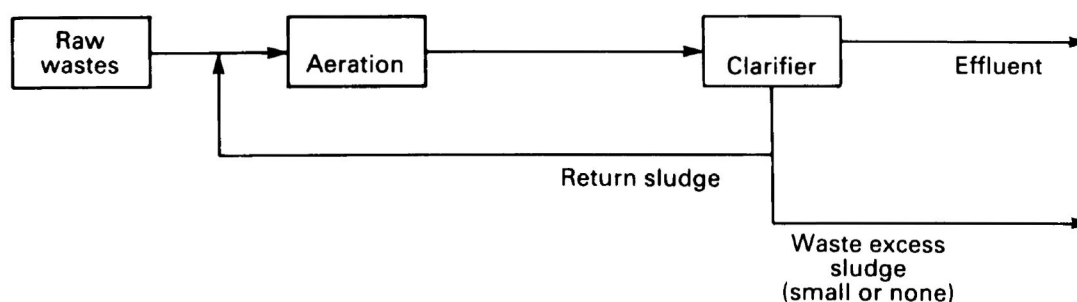 Raw
wastes
Aeration
Clarifier
Effluent
Return sludge
Waste excess
sludge
(small or none)